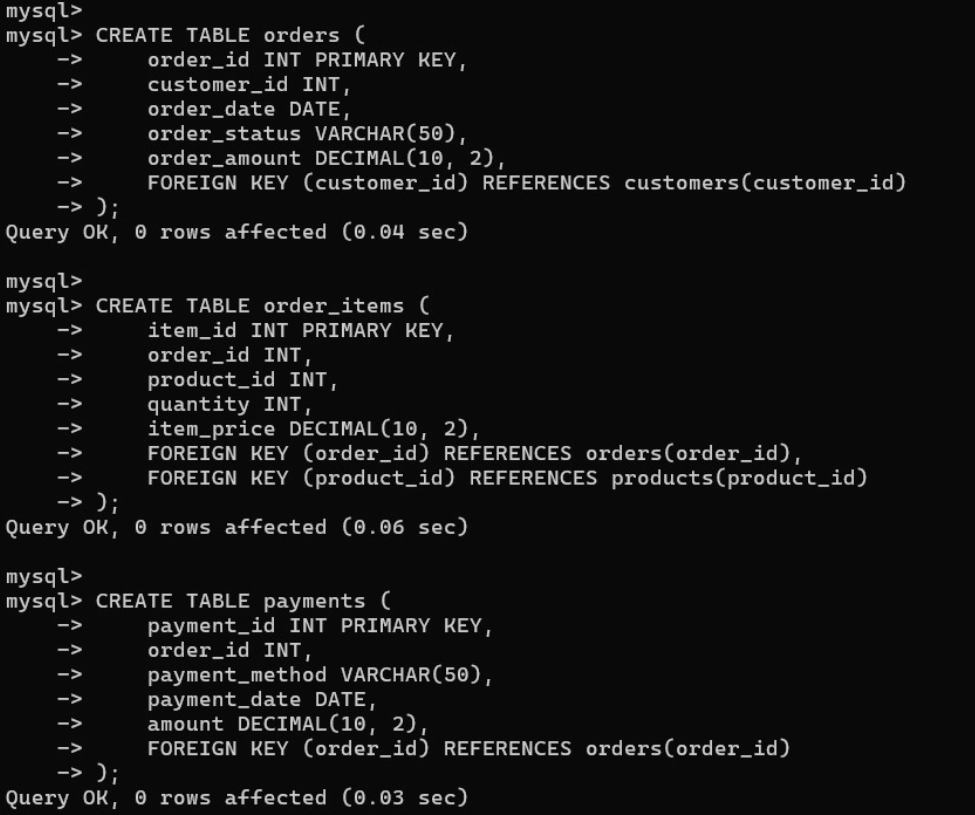 mysql>
mysql> CREATE TABLE orders (
    ->     order_id INT PRIMARY KEY,
    ->     customer_id INT,
    ->     order_date DATE,
    ->     order_status VARCHAR(50),
    ->     order_amount DECIMAL(10, 2),
    ->     FOREIGN KEY (customer_id) REFERENCES customers(customer_id)
    -> );
Query OK, 0 rows affected (0.04 sec)

mysql>
mysql> CREATE TABLE order_items (
    ->     item_id INT PRIMARY KEY,
    ->     order_id INT,
    ->     product_id INT,
    ->     quantity INT,
    ->     item_price DECIMAL(10, 2),
    ->     FOREIGN KEY (order_id) REFERENCES orders(order_id),
    ->     FOREIGN KEY (product_id) REFERENCES products(product_id)
    -> );
Query OK, 0 rows affected (0.06 sec)

mysql>
mysql> CREATE TABLE payments (
    ->     payment_id INT PRIMARY KEY,
    ->     order_id INT,
    ->     payment_method VARCHAR(50),
    ->     payment_date DATE,
    ->     amount DECIMAL(10, 2),
    ->     FOREIGN KEY (order_id) REFERENCES orders(order_id)
    -> );
Query OK, 0 rows affected (0.03 sec)